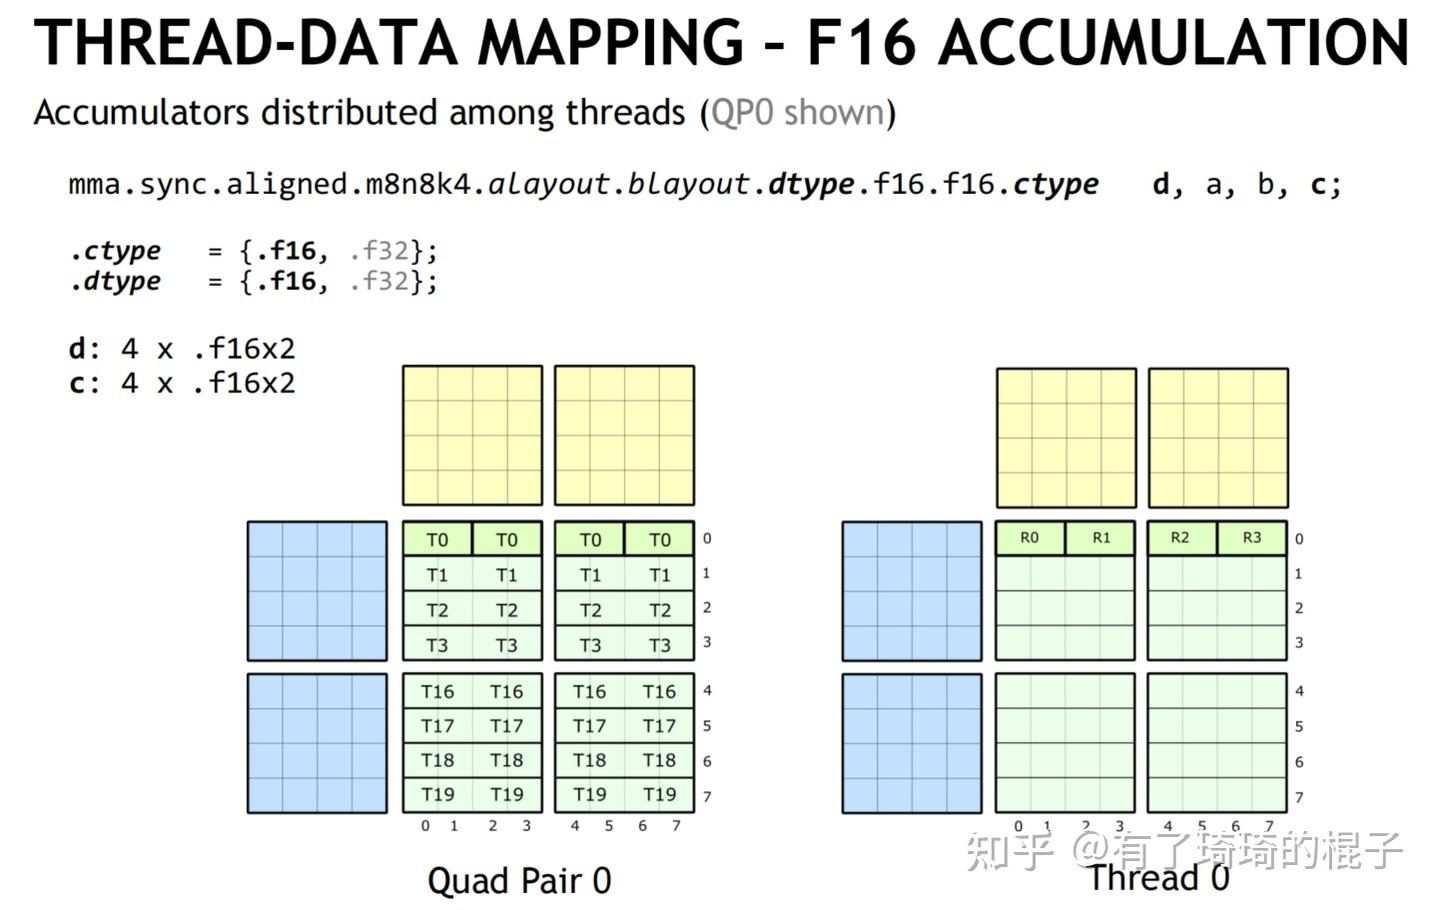 THREAD-DATA MAPPING – F16 ACCUMULATION
Accumulators distributed among threads (QP0 shown)
mma.sync.aligned.m8n8k4.alayout.blayout.dtype.f16.f16.ctype d, a, b, c;
.ctype = {.f16, .f32};
.dtype = {.f16, .f32};
d: 4 x .f16x2
c: 4 x .f16x2
T0 T0 T0 T0 0
T1 T1 T1 T1 1
T2 T2 T2 T2 2
T3 T3 T3 T3 3
T16 T16 T16 T16 4
T17 T17 T17 T17 5
T18 T18 T18 T18 6
T19 T19 T19 T19 7
0 1 2 3 4 5 6 7
Quad Pair 0
R0 R1 R2 R3 0
1
2
3
4
5
6
7
0 1 2 3 4 5 6 7
知乎 @有了琦琦的棍子
Thread 0